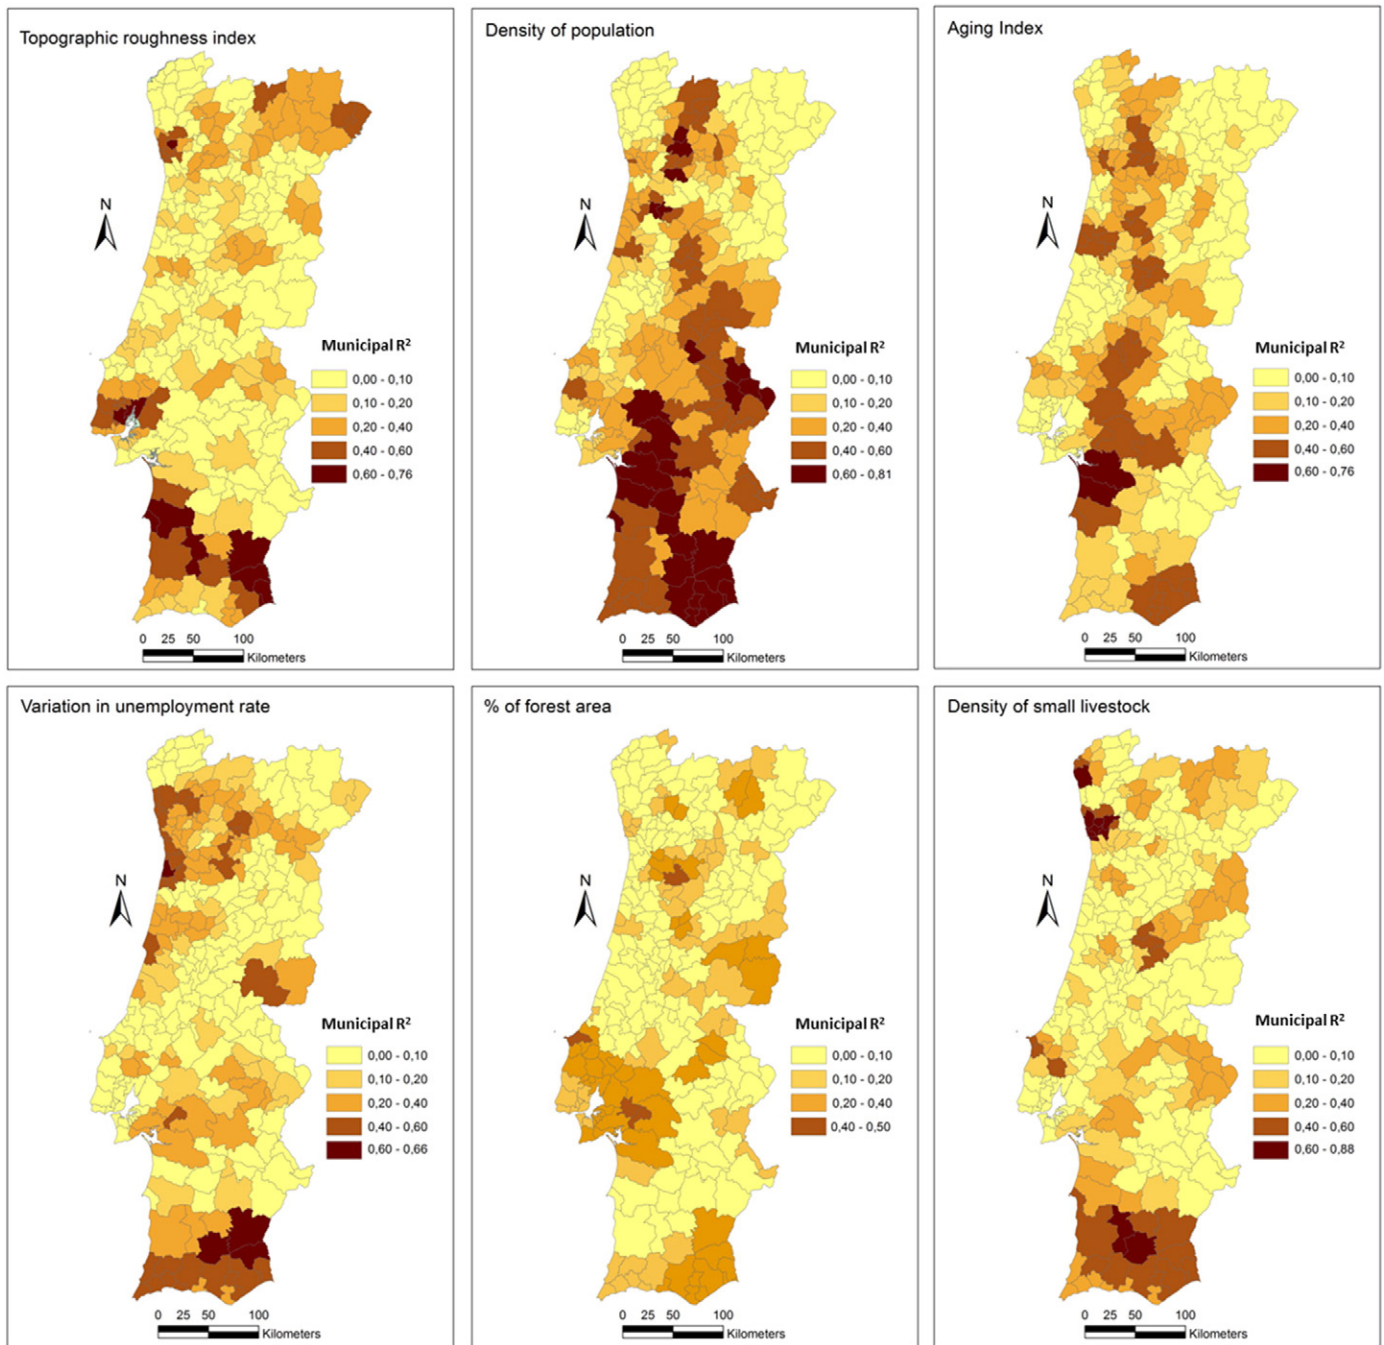 Topographic roughness index
N
Municipal R²
0,00 - 0,10
0,10 - 0,20
0,20 - 0,40
0,40 - 0,60
0,60 - 0,76
0 25 50 100
Kilometers
Density of population
N
Municipal R²
0,00 - 0,10
0,10 - 0,20
0,20 - 0,40
0,40 - 0,60
0,60 - 0,81
0 25 50 100
Kilometers
Aging Index
N
Municipal R²
0,00 - 0,10
0,10 - 0,20
0,20 - 0,40
0,40 - 0,60
0,60 - 0,76
0 25 50 100
Kilometers
Variation in unemployment rate
N
Municipal R²
0,00 - 0,10
0,10 - 0,20
0,20 - 0,40
0,40 - 0,60
0,60 - 0,66
0 25 50 100
Kilometers
% of forest area
N
Municipal R²
0,00 - 0,10
0,10 - 0,20
0,20 - 0,40
0,40 - 0,50
0 25 50 100
Kilometers
Density of small livestock
N
Municipal R²
0,00 - 0,10
0,10 - 0,20
0,20 - 0,40
0,40 - 0,60
0,60 - 0,88
0 25 50 100
Kilometers